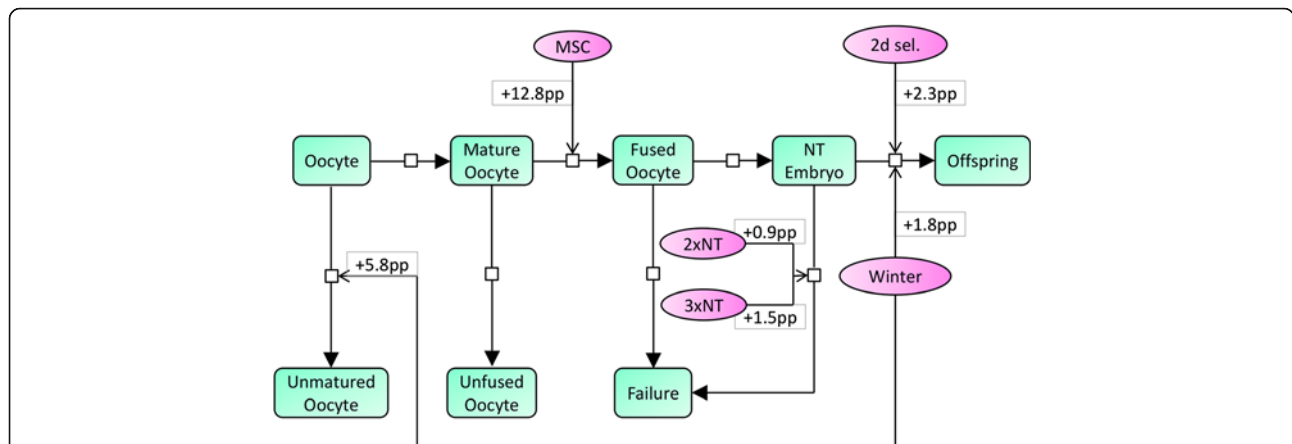 MSC
2d sel.
+12.8pp
+2.3pp
Oocyte
Mature
Oocyte
Fused
Oocyte
NT
Embryo
Offspring
+0.9pp
2xNT
+1.8pp
+5.8pp
Winter
3xNT
+1.5pp
Unmatured
Oocyte
Unfused
Oocyte
Failure